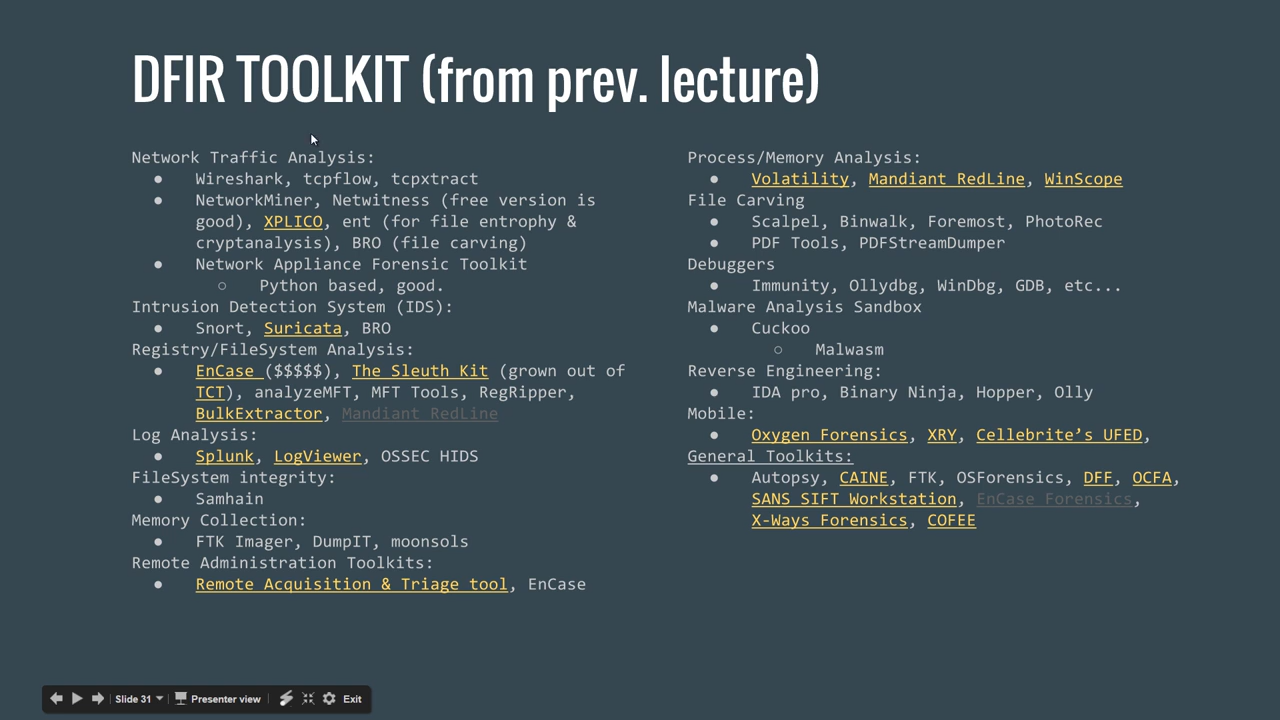 DFIR TOOLKIT (from prev. lecture)
Network Traffic Analysis:
● Wireshark, tcpflow, tcpxtract
● NetworkMiner, Netwitness (free version is
good), XPLICO, ent (for file entrophy &
cryptanalysis), BRO (file carving)
● Network Appliance Forensic Toolkit
○ Python based, good.
Intrusion Detection System (IDS):
● Snort, Suricata, BRO
Registry/FileSystem Analysis:
● EnCase ($$$$$), The Sleuth Kit (grown out of
TCT), analyzeMFT, MFT Tools, RegRipper,
BulkExtractor, Mandiant RedLine
Log Analysis:
● Splunk, LogViewer, OSSEC HIDS
FileSystem integrity:
● Samhain
Memory Collection:
● FTK Imager, DumpIT, moonsols
Remote Administration Toolkits:
● Remote Acquisition & Triage tool, EnCase
Process/Memory Analysis:
● Volatility, Mandiant RedLine, WinScope
File Carving
● Scalpel, Binwalk, Foremost, PhotoRec
● PDF Tools, PDFStreamDumper
Debuggers
● Immunity, Ollydbg, WinDbg, GDB, etc...
Malware Analysis Sandbox
● Cuckoo
○ Malwasm
Reverse Engineering:
● IDA pro, Binary Ninja, Hopper, Olly
Mobile:
● Oxygen Forensics, XRY, Cellebrite’s UFED,
General Toolkits:
● Autopsy, CAINE, FTK, OSForensics, DFF, OCFA,
SANS SIFT Workstation, EnCase Forensics,
X-Ways Forensics, COFEE
Slide 31 Presenter view Exit